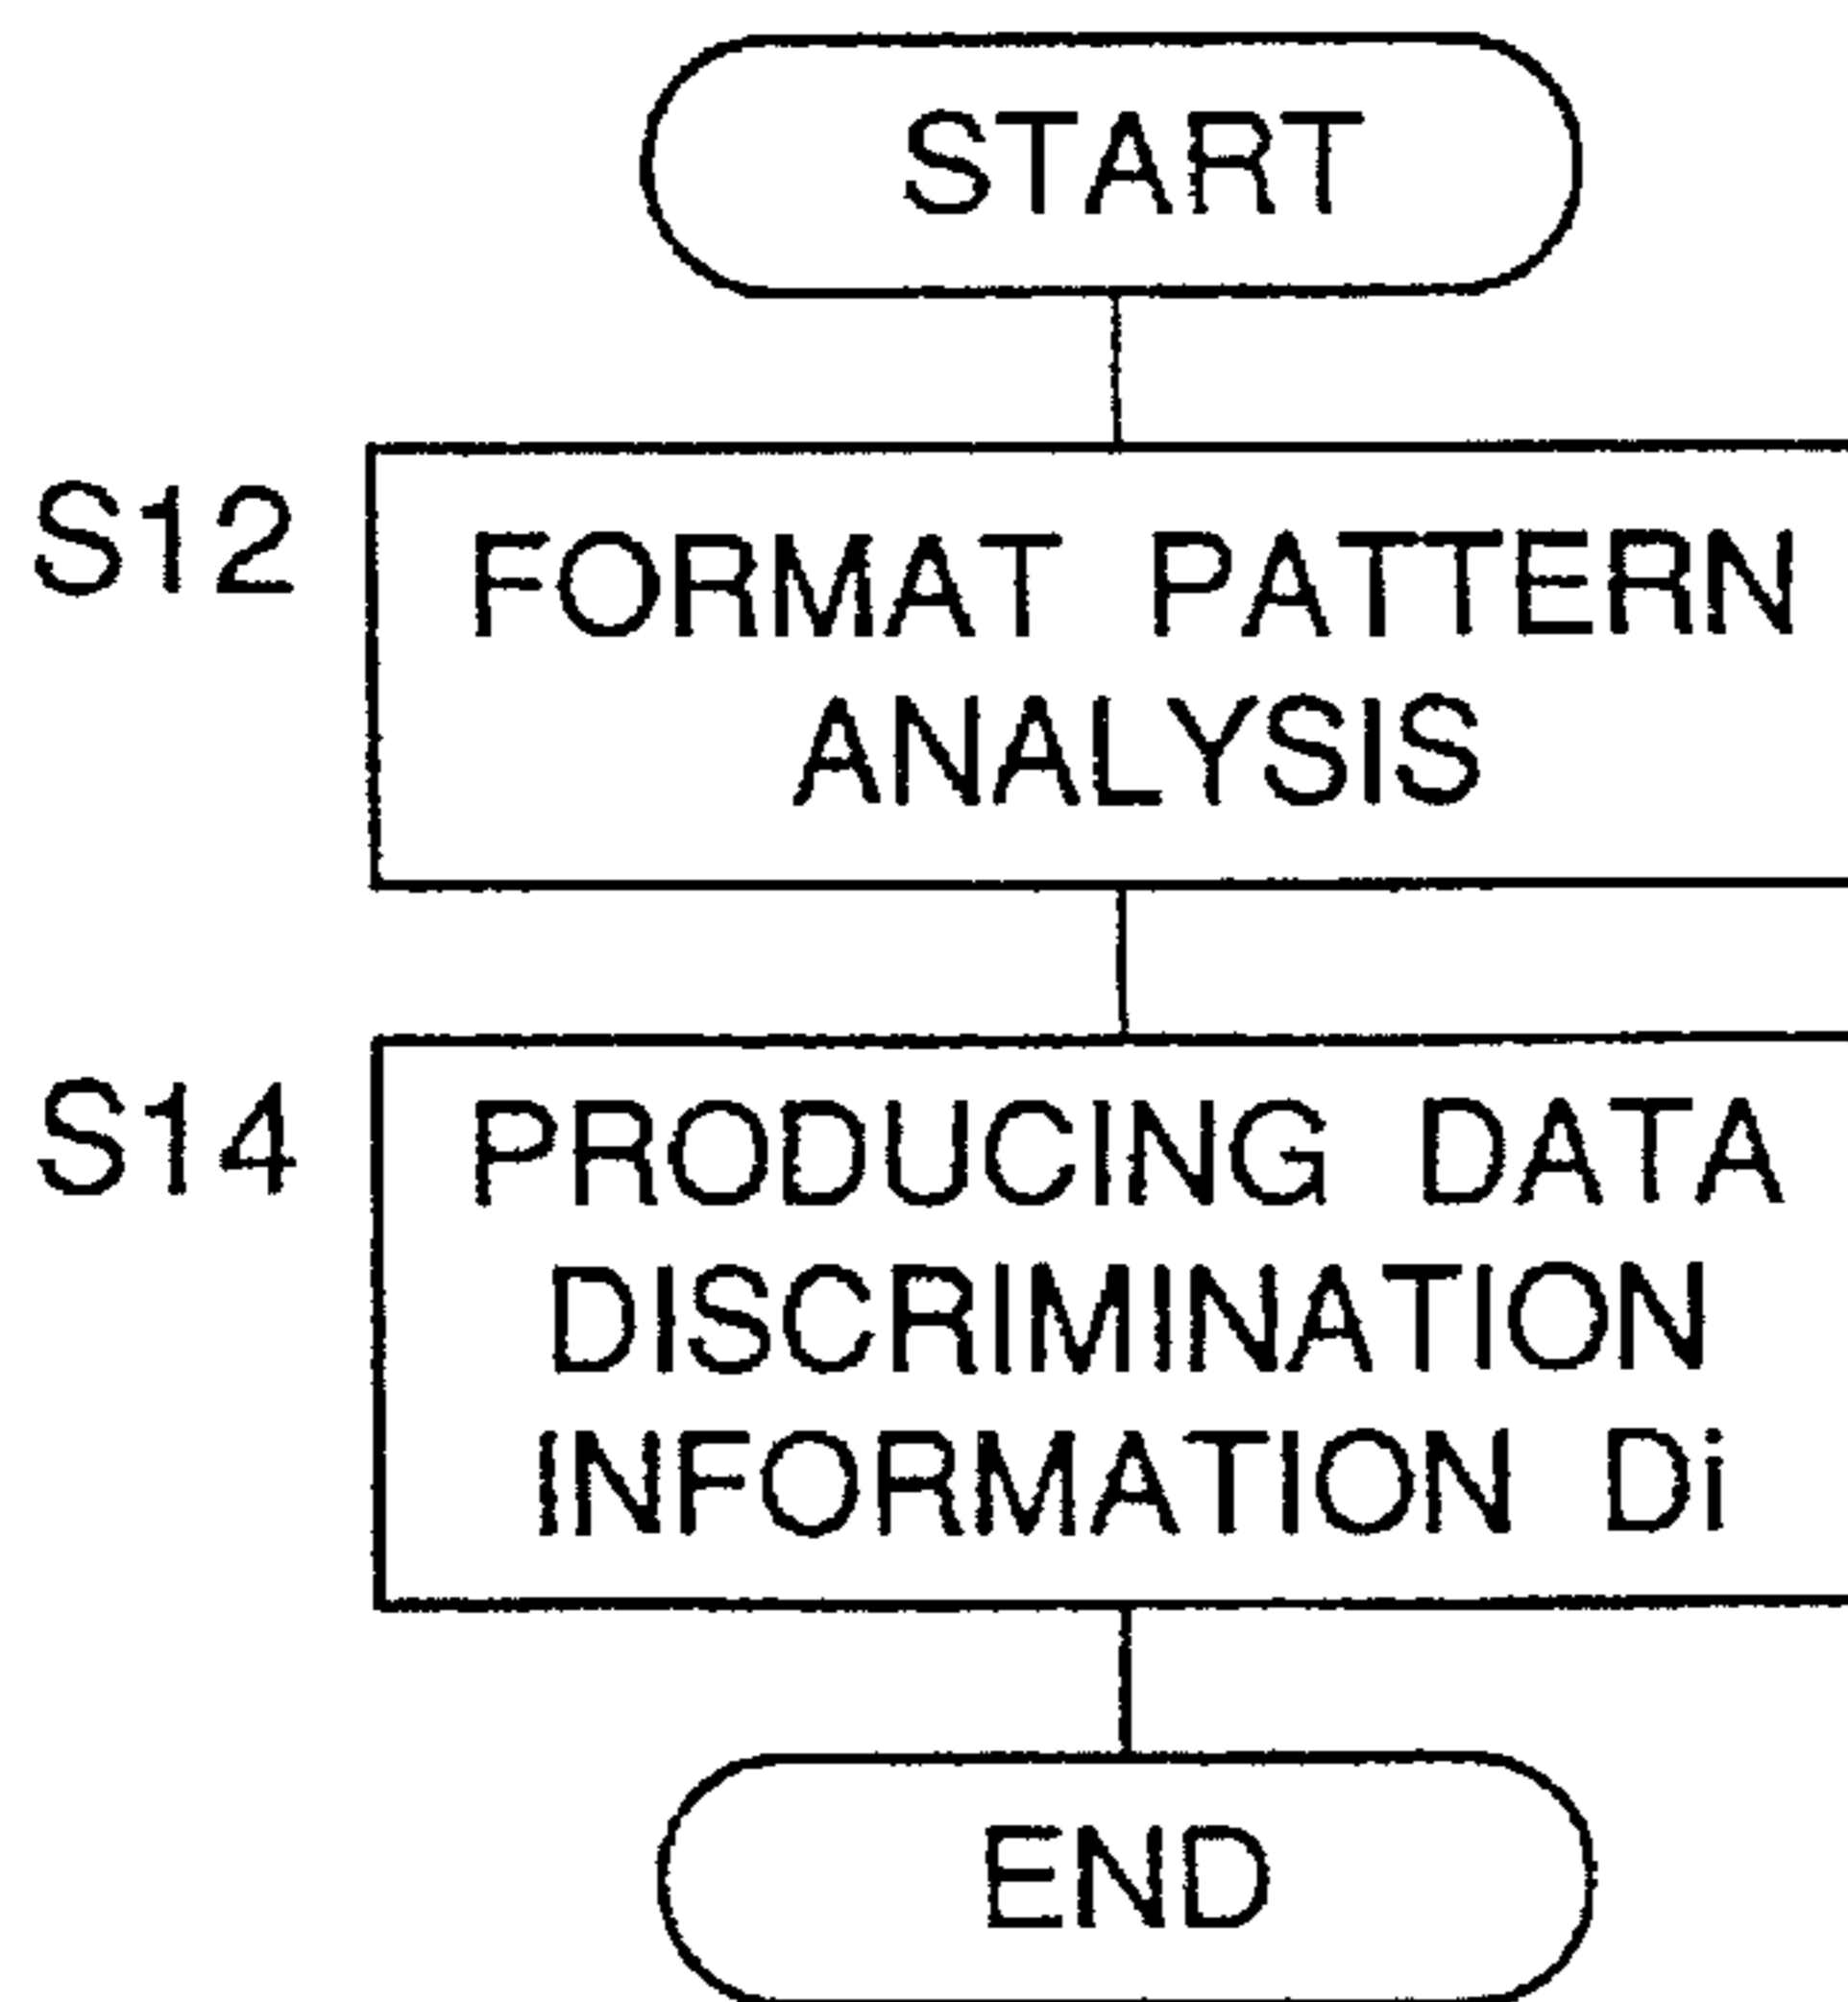 START
S12
FORMAT PATTERN
ANALYSIS
S14
PRODUCING DATA
DISCRIMINATION
INFORMATION Di
END